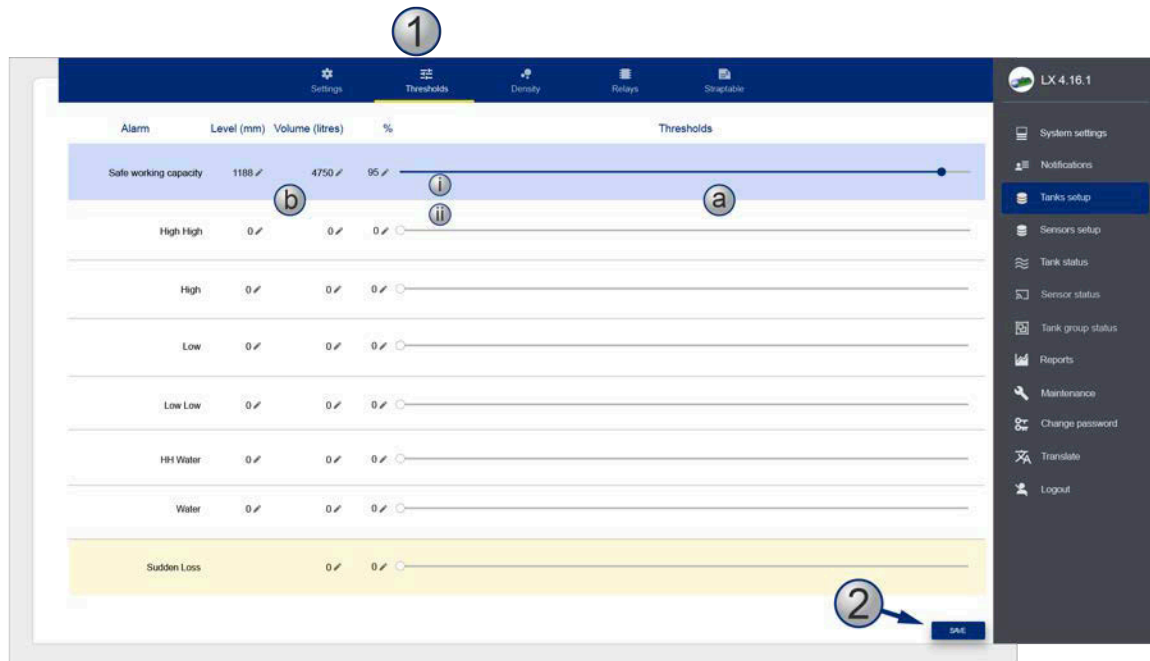 1
Settings Thresholds Density Relays Straptable
LX 4.16.1
Alarm Level (mm) Volume (litres) % Thresholds
Safe working capacity 1188 4750 95
i
b
ii
a
High High 0 0 0
High 0 0 0
Low 0 0 0
Low Low 0 0 0
HH Water 0 0 0
Water 0 0 0
Sudden Loss 0 0
2
SAVE
System settings
Notifications
Tanks setup
Sensors setup
Tank status
Sensor status
Tank group status
Reports
Maintenance
Change password
Translate
Logout